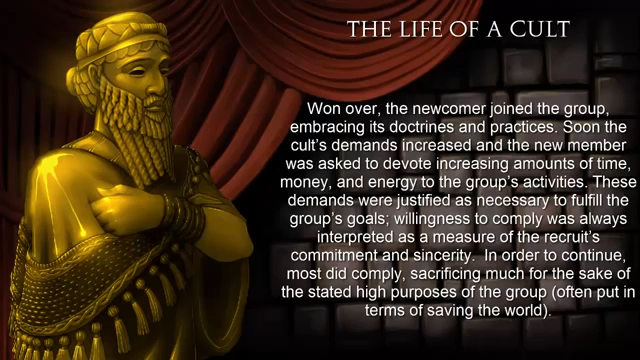 THE LIFE OF A CULT
Won over, the newcomer joined the group,
embracing its doctrines and practices. Soon the
cult's demands increased and the new member
was asked to devote increasing amounts of time,
money, and energy to the group's activities. These
demands were justified as necessary to fulfill the
group's goals; willingness to comply was always
interpreted as a measure of the recruit's
commitment and sincerity.  In order to continue,
most did comply, sacrificing much for the sake of
the stated high purposes of the group (often put in
terms of saving the world).